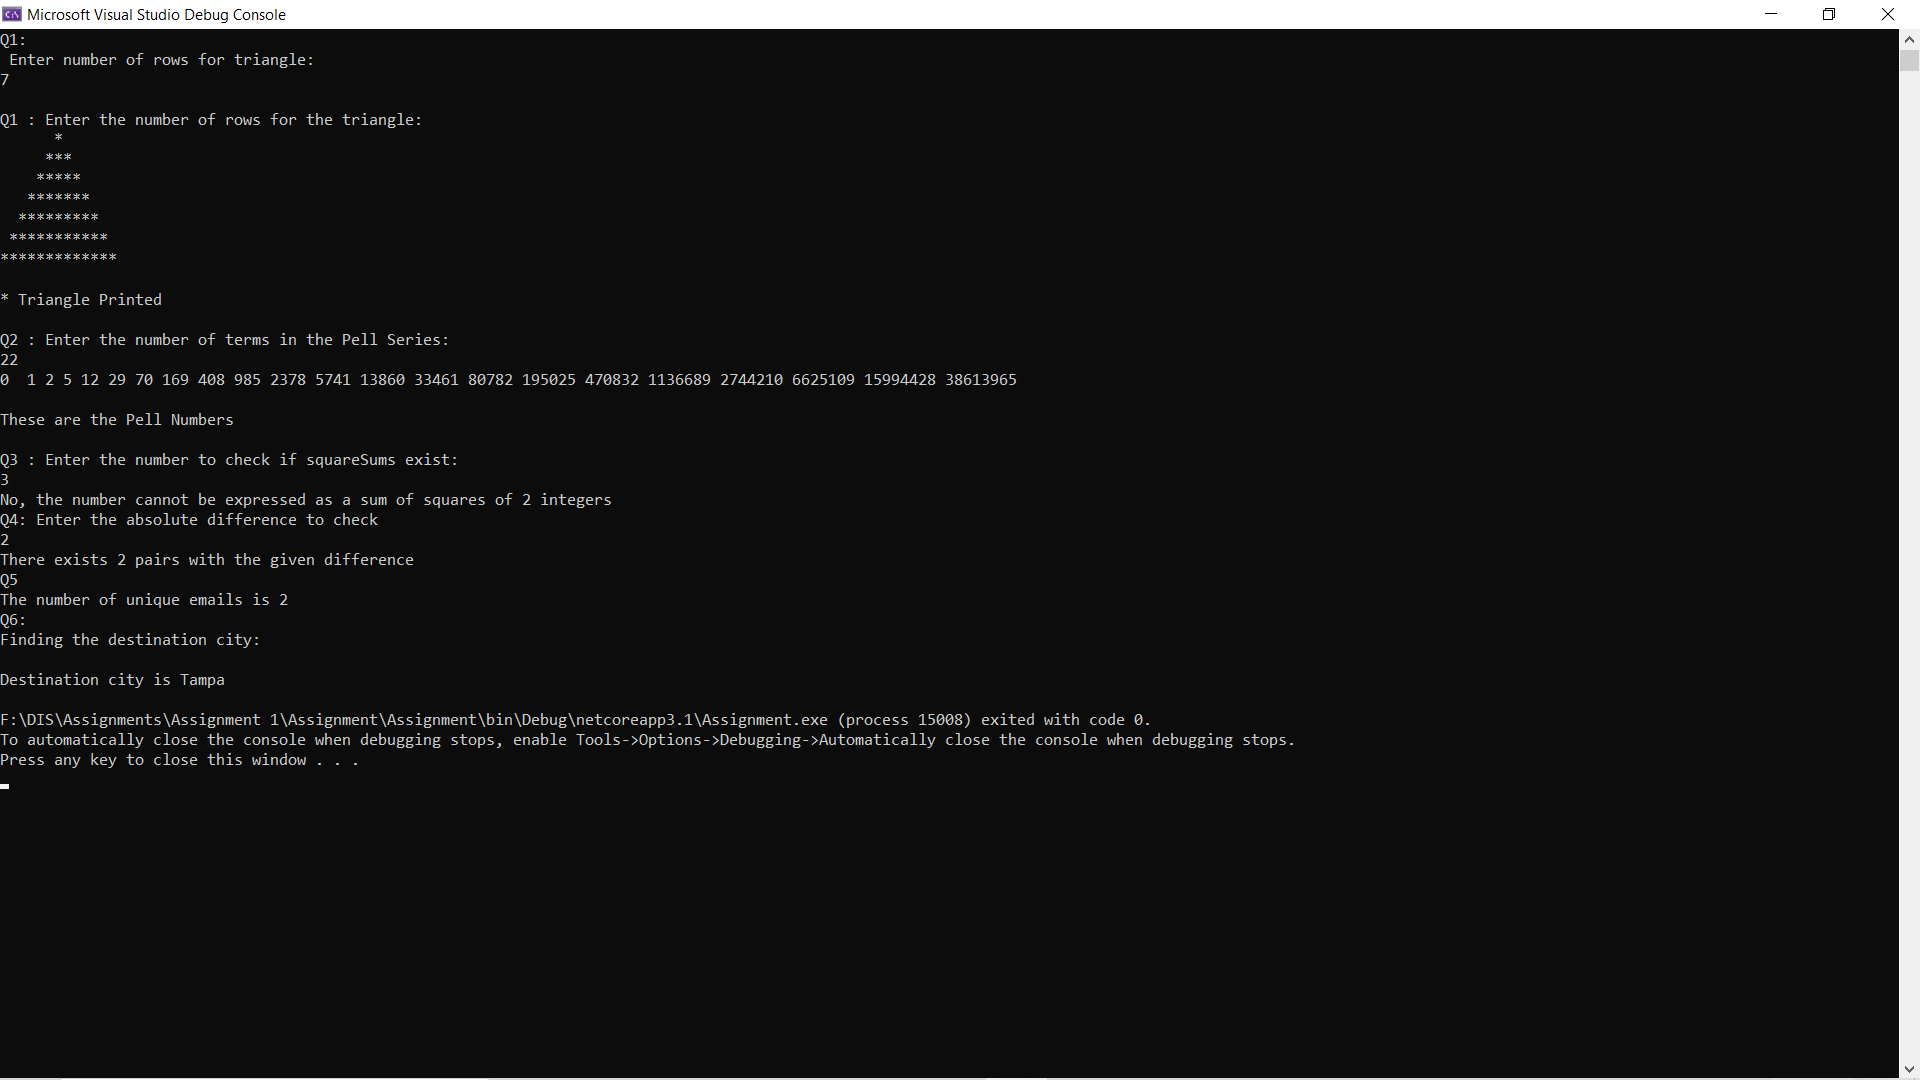 Microsoft Visual Studio Debug Console
Q1:
 Enter number of rows for triangle:
7

Q1 : Enter the number of rows for the triangle:
      *
     ***
    *****
   *******
  *********
 ***********
*************

* Triangle Printed

Q2 : Enter the number of terms in the Pell Series:
22
0  1 2 5 12 29 70 169 408 985 2378 5741 13860 33461 80782 195025 470832 1136689 2744210 6625109 15994428 38613965

These are the Pell Numbers

Q3 : Enter the number to check if squareSums exist:
3
No, the number cannot be expressed as a sum of squares of 2 integers
Q4: Enter the absolute difference to check
2
There exists 2 pairs with the given difference
Q5
The number of unique emails is 2
Q6:
Finding the destination city:

Destination city is Tampa

F:\DIS\Assignments\Assignment 1\Assignment\Assignment\bin\Debug\netcoreapp3.1\Assignment.exe (process 15008) exited with code 0.
To automatically close the console when debugging stops, enable Tools->Options->Debugging->Automatically close the console when debugging stops.
Press any key to close this window . . .